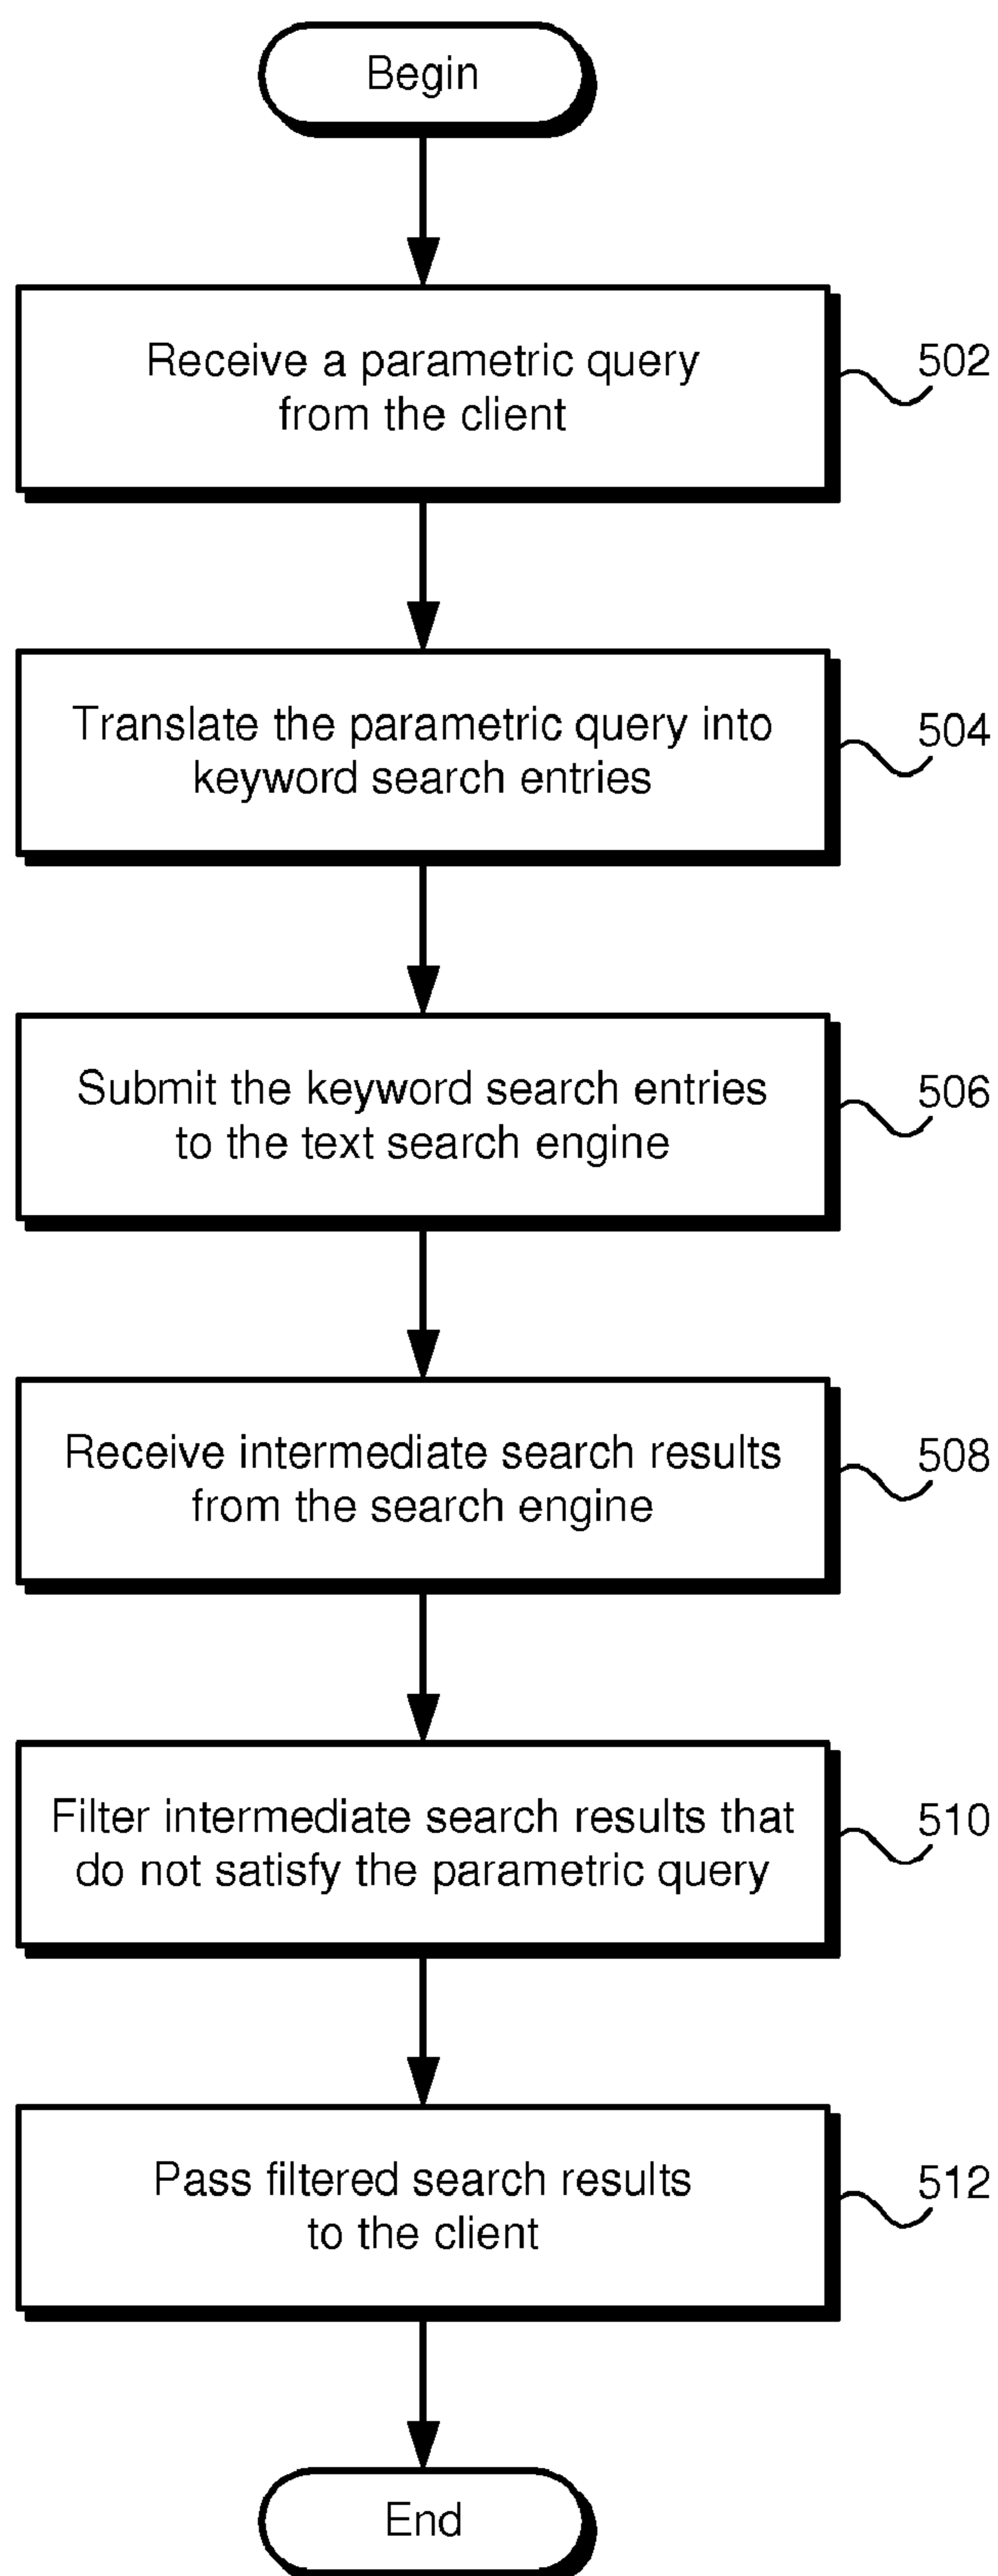 Begin
Receive a parametric query
from the client
502
Translate the parametric query into
keyword search entries
504
Submit the keyword search entries
to the text search engine
506
Receive intermediate search results
from the search engine
508
Filter intermediate search results that
do not satisfy the parametric query
510
Pass filtered search results
to the client
512
End